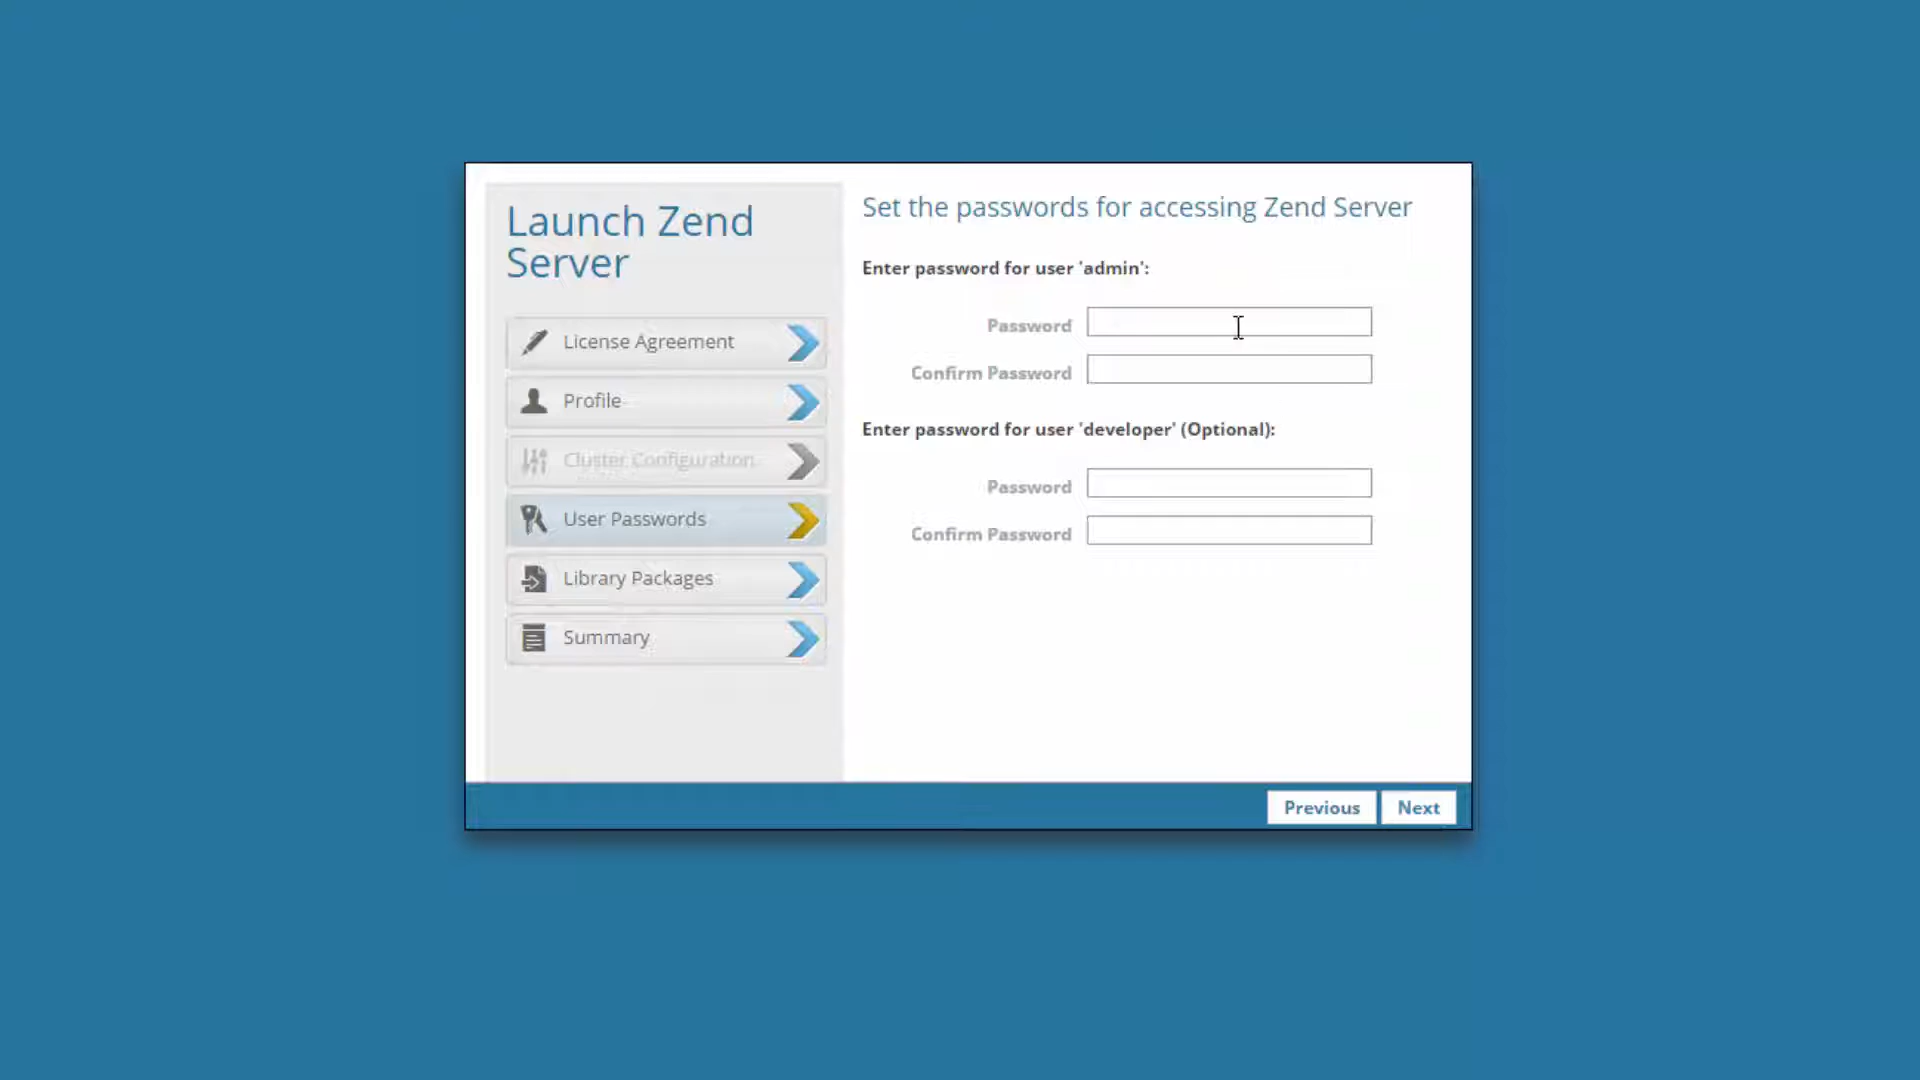 Launch Zend
Server
License Agreement
Profile
Cluster Configuration
User Passwords
Library Packages
Summary
Set the passwords for accessing Zend Server
Enter password for user 'admin':
Password
Confirm Password
Enter password for user 'developer' (Optional):
Password
Confirm Password
Previous Next